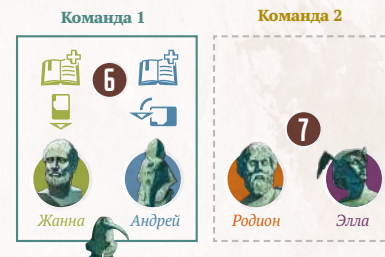 Команда 1
Команда 2
6
7
Жанна
Андрей
Родион
Элла